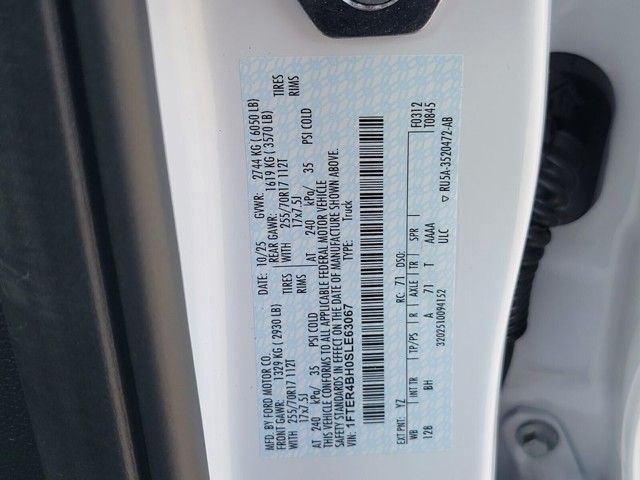 MFD. BY FORD MOTOR CO.
DATE: 10/25 GVWR: 2744 KG ( 6050 LB)
FRONT GAWR: 1329 KG ( 2930 LB) REAR GAWR: 1619 KG ( 3570 LB)
WITH 255/70R17 112T TIRES WITH 255/70R17 112T TIRES
17x7.5J RIMS 17x7.5J RIMS
AT 240 kPa/ 35 PSI COLD AT 240 kPa/ 35 PSI COLD
THIS VEHICLE CONFORMS TO ALL APPLICABLE FEDERAL MOTOR VEHICLE
SAFETY STANDARDS IN EFFECT ON THE DATE OF MANUFACTURE SHOWN ABOVE.
VIN: 1FTER4BH0SLE63067 TYPE: Truck
F0312
T0845
EXT PNT: YZ RC: 71 DSO:
WB INT TR TP/PS R AXLE TR SPR
128 BH A 71 T AAAA
ULC
3202510094152 ▽ RU5A-3520472-AB